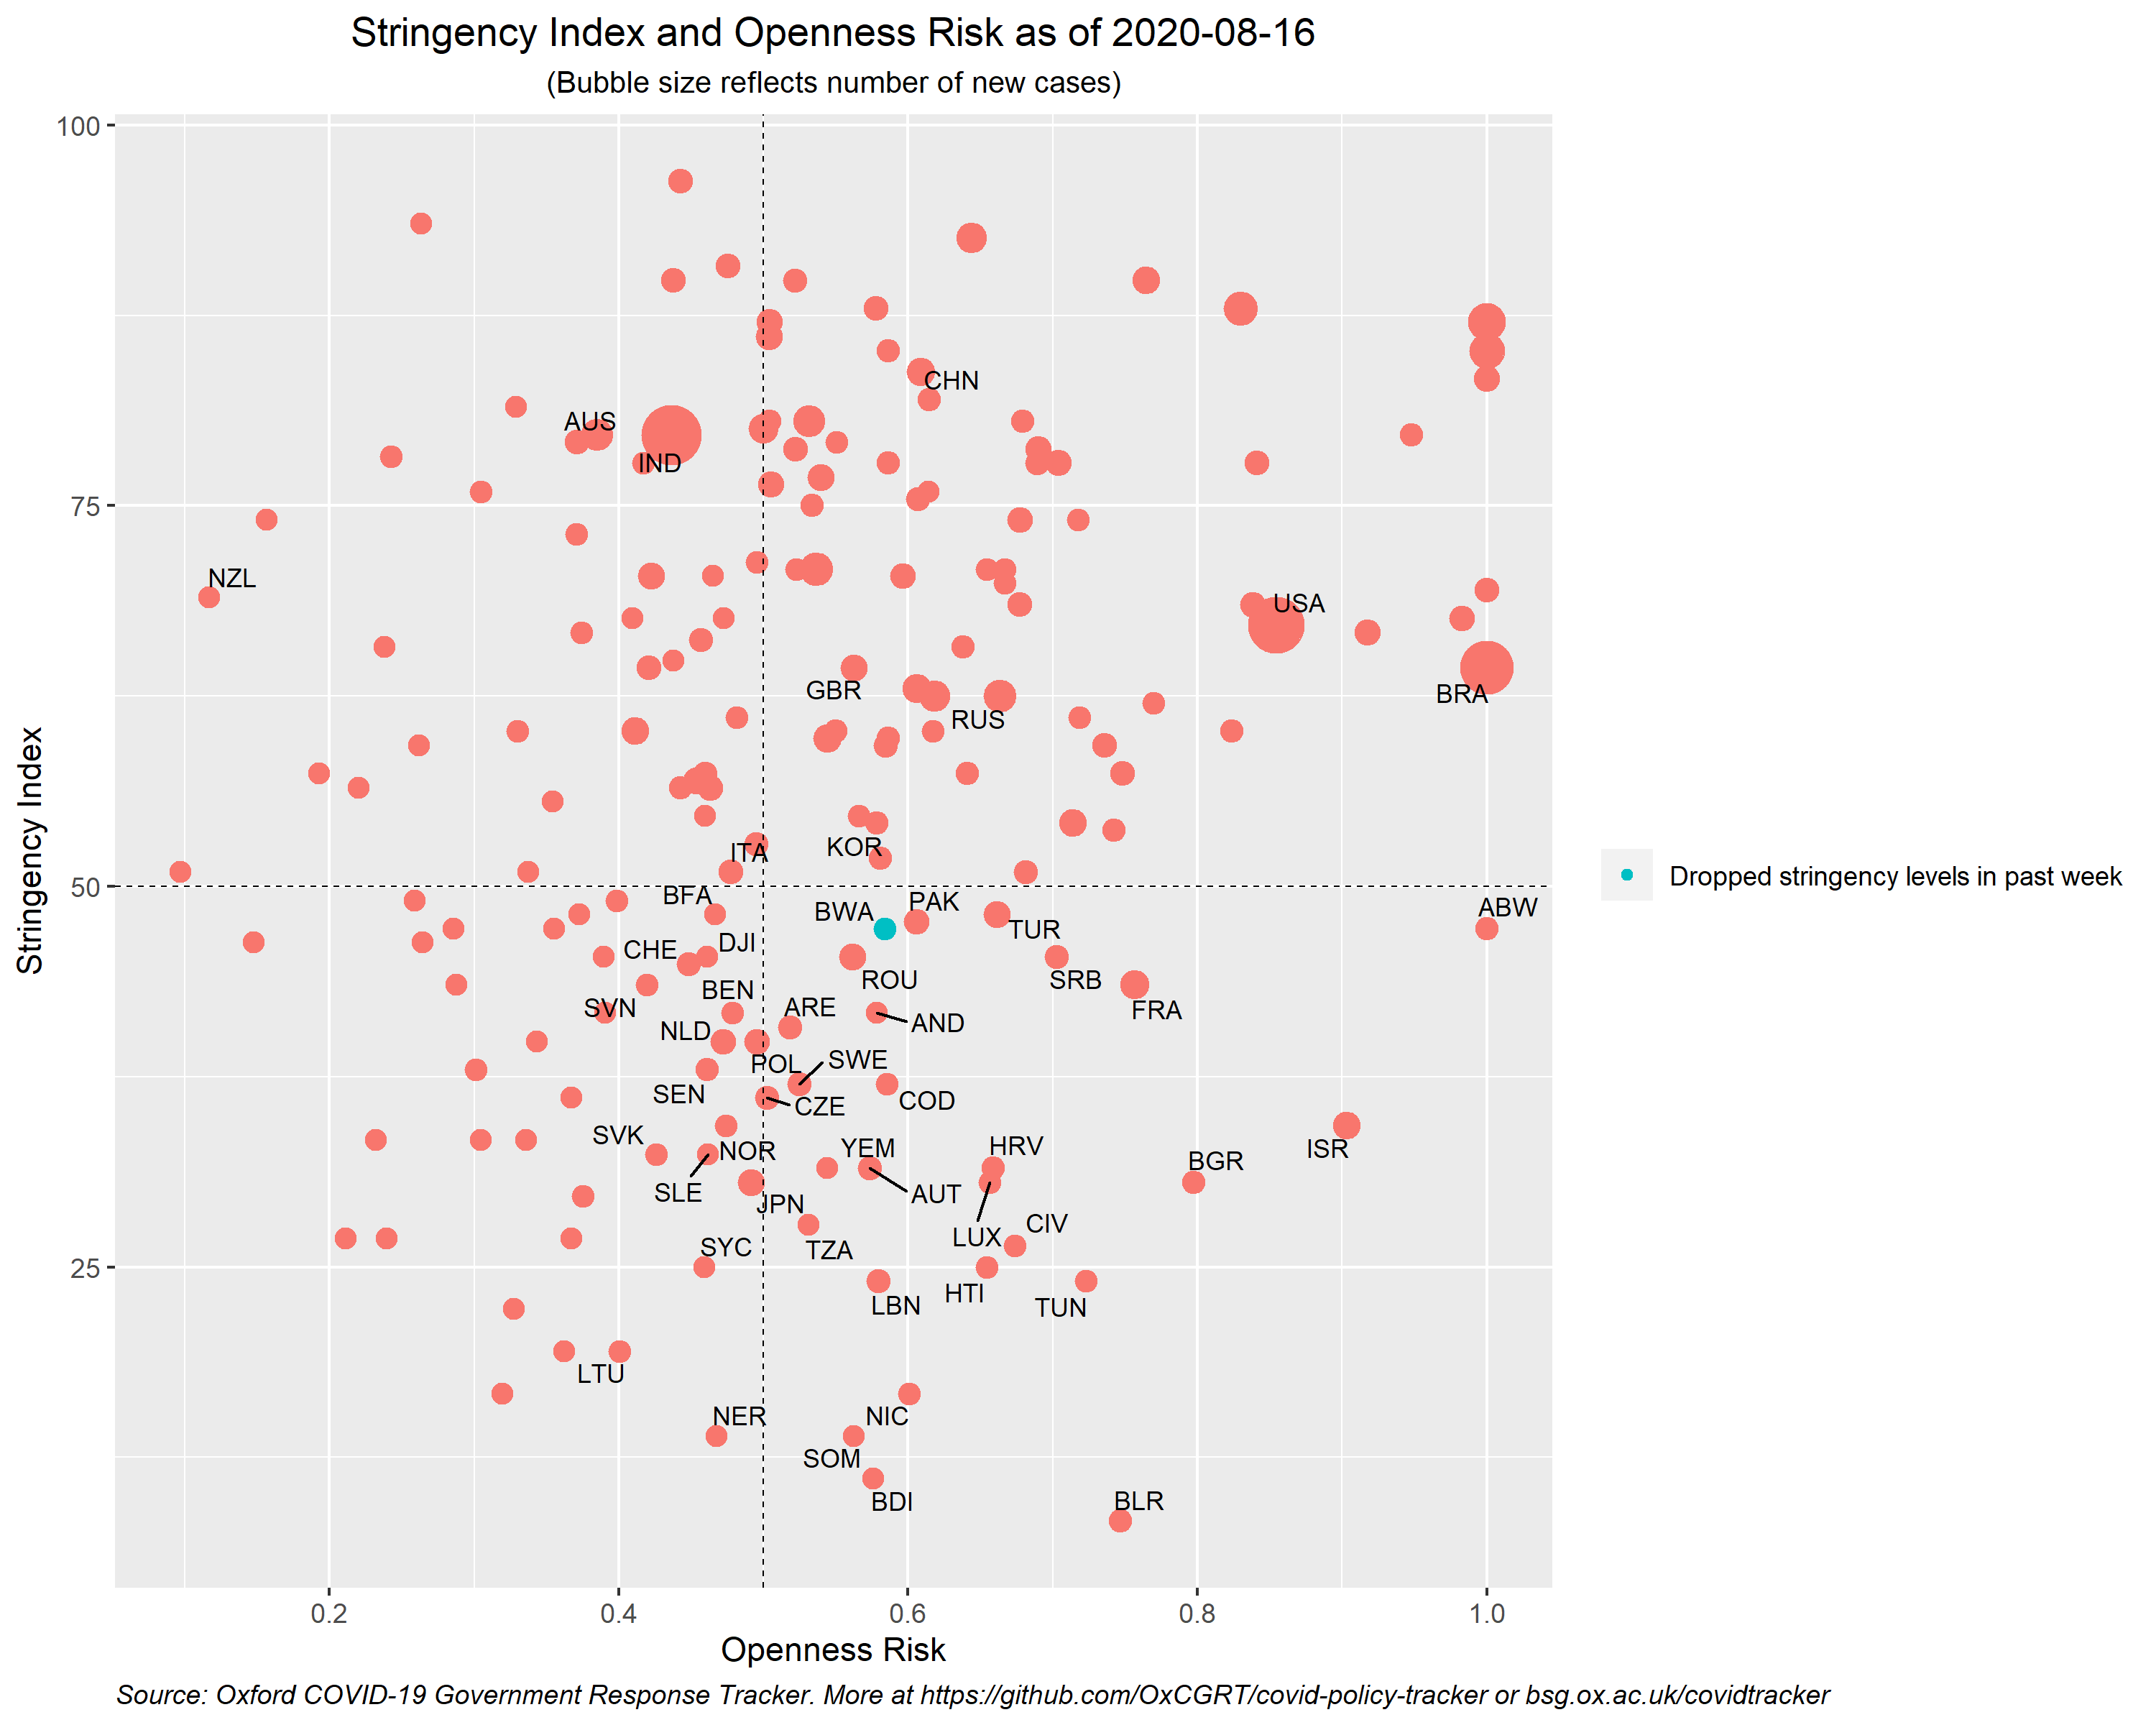 Stringency Index and Openness Risk as of 2020-08-16
(Bubble size reflects number of new cases)
100
75
50
25
Stringency Index
CHN
AUS
IND
NZL
USA
GBR
BRA
RUS
ITA
KOR
BFA
PAK
ABW
BWA
TUR
CHE
DJI
ROU
SRB
BEN
SVN
ARE
FRA
NLD
AND
POL
SWE
SEN
CZE
COD
SVK
NOR
YEM
HRV
ISR
BGR
SLE
AUT
JPN
CIV
LUX
SYC
TZA
HTI
LBN
TUN
LTU
NER
NIC
SOM
BDI
BLR
0.2
0.4
0.6
0.8
1.0
Openness Risk
Dropped stringency levels in past week
Source: Oxford COVID-19 Government Response Tracker. More at https://github.com/OxCGRT/covid-policy-tracker or bsg.ox.ac.uk/covidtracker